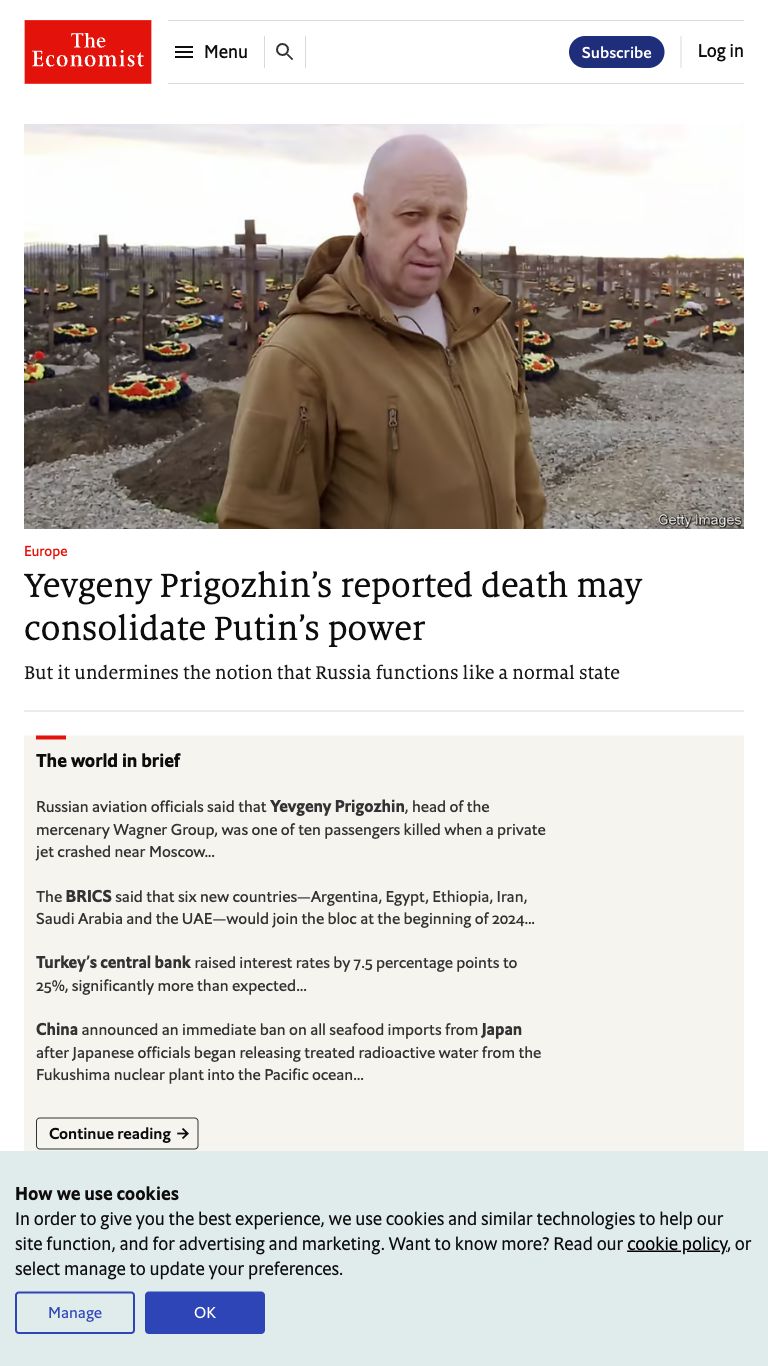 The
Economist
Menu
Subscribe
Log in
Getty Images
Europe
Yevgeny Prigozhin’s reported death may
consolidate Putin’s power
But it undermines the notion that Russia functions like a normal state
The world in brief
Russian aviation officials said that Yevgeny Prigozhin, head of the
mercenary Wagner Group, was one of ten passengers killed when a private
jet crashed near Moscow...
The BRICS said that six new countries—Argentina, Egypt, Ethiopia, Iran,
Saudi Arabia and the UAE—would join the bloc at the beginning of 2024...
Turkey’s central bank raised interest rates by 7.5 percentage points to
25%, significantly more than expected...
China announced an immediate ban on all seafood imports from Japan
after Japanese officials began releasing treated radioactive water from the
Fukushima nuclear plant into the Pacific ocean...
Continue reading →
How we use cookies
In order to give you the best experience, we use cookies and similar technologies to help our
site function, and for advertising and marketing. Want to know more? Read our cookie policy, or
select manage to update your preferences.
Manage
OK